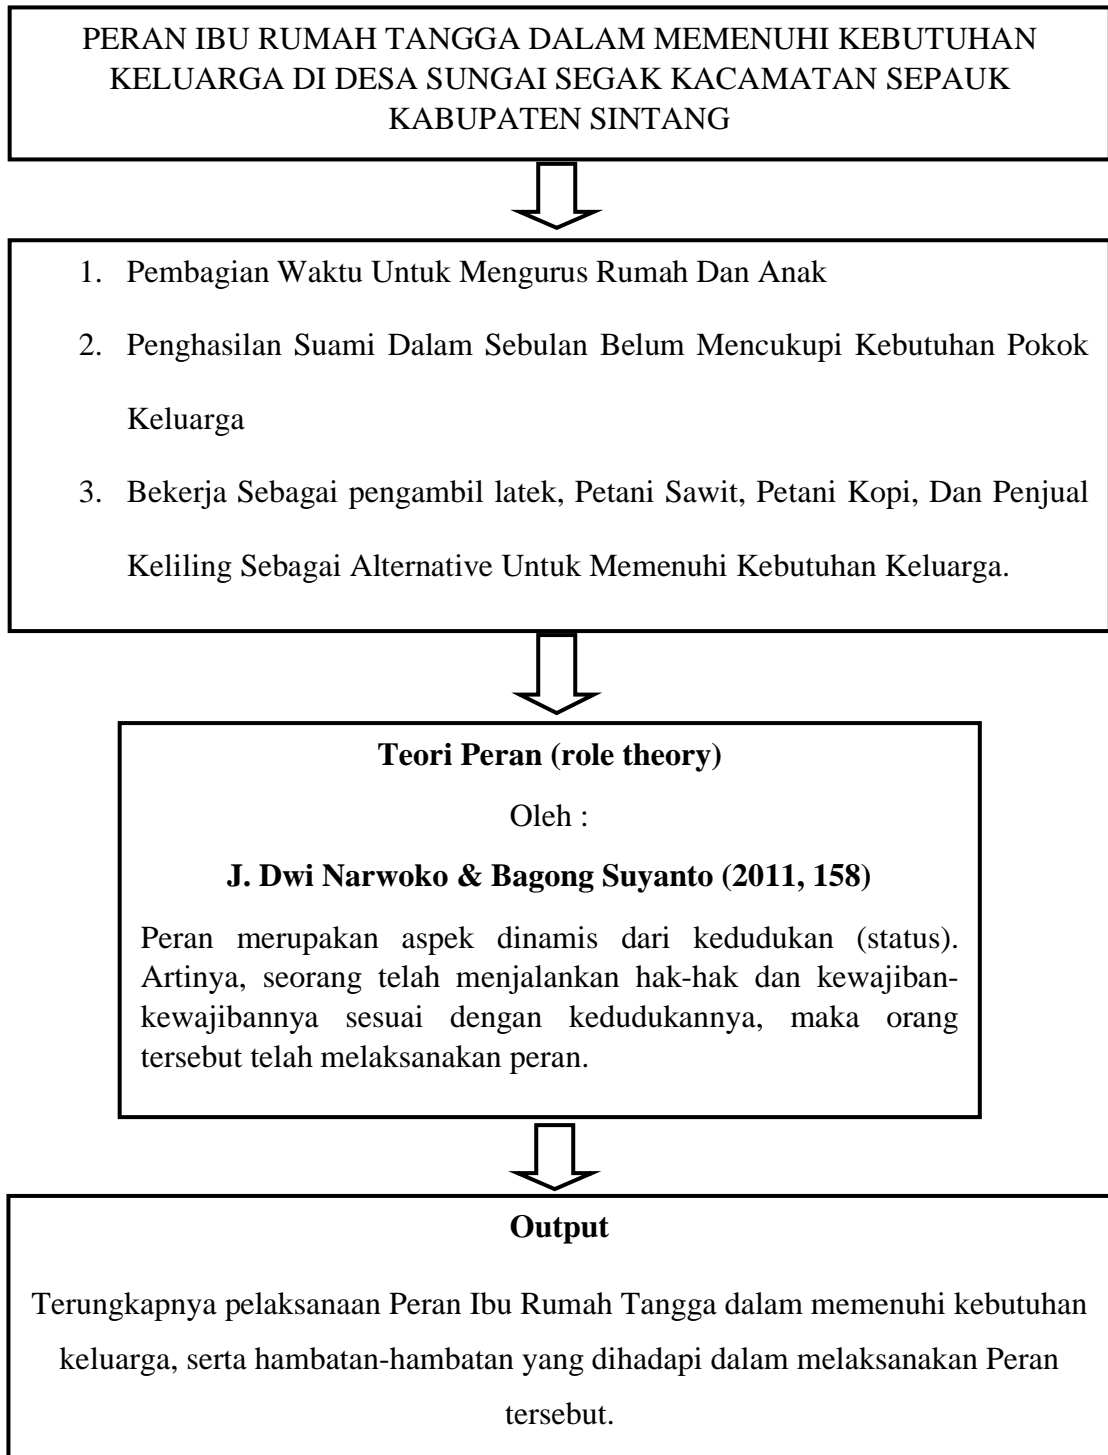 PERAN IBU RUMAH TANGGA DALAM MEMENUHI KEBUTUHAN
KELUARGA DI DESA SUNGAI SEGAK KACAMATAN SEPAUK
KABUPATEN SINTANG
1. Pembagian Waktu Untuk Mengurus Rumah Dan Anak
2. Penghasilan Suami Dalam Sebulan Belum Mencukupi Kebutuhan Pokok
Keluarga
3. Bekerja Sebagai pengambil latek, Petani Sawit, Petani Kopi, Dan Penjual
Keliling Sebagai Alternative Untuk Memenuhi Kebutuhan Keluarga.
Teori Peran (role theory)
Oleh :
J. Dwi Narwoko & Bagong Suyanto (2011, 158)
Peran merupakan aspek dinamis dari kedudukan (status).
Artinya, seorang telah menjalankan hak-hak dan kewajiban-
kewajibannya sesuai dengan kedudukannya, maka orang
tersebut telah melaksanakan peran.
Output
Terungkapnya pelaksanaan Peran Ibu Rumah Tangga dalam memenuhi kebutuhan
keluarga, serta hambatan-hambatan yang dihadapi dalam melaksanakan Peran
tersebut.